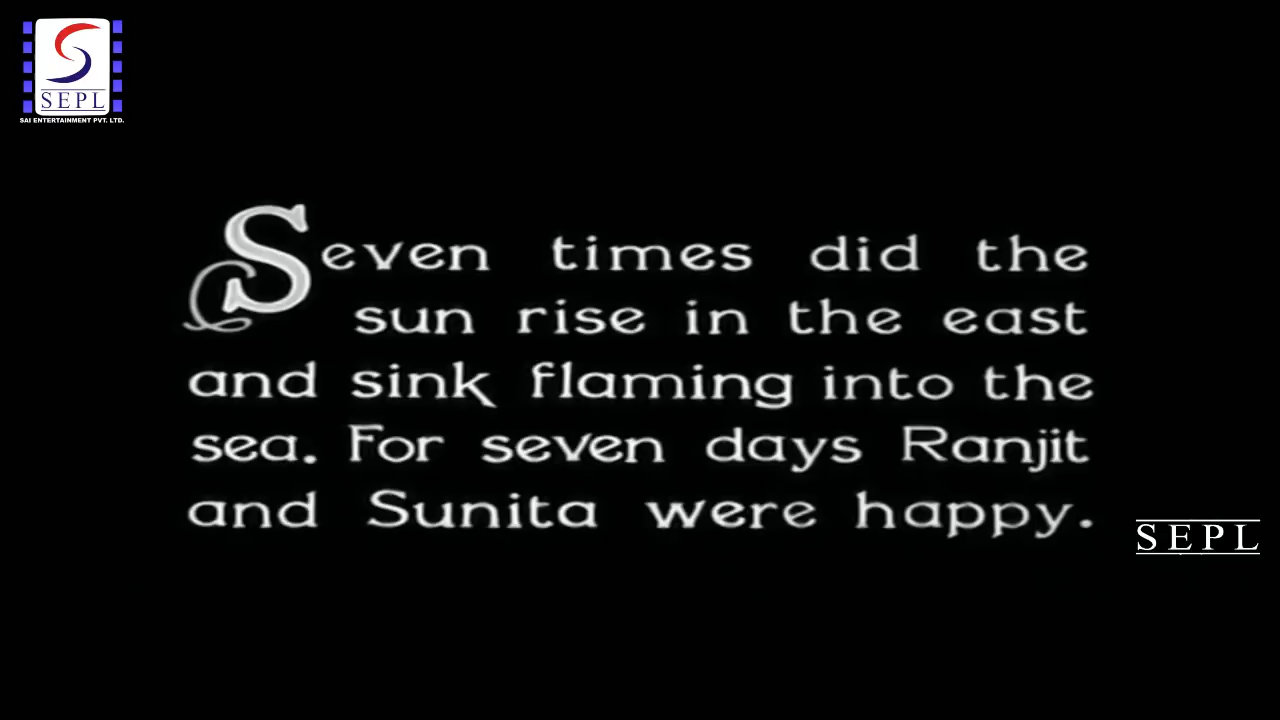 SEPL
SAI ENTERTAINMENT PVT. LTD.
Seven times did the
sun rise in the east
and sink flaming into the
sea. For seven days Ranjit
and Sunita were happy.
SEPL